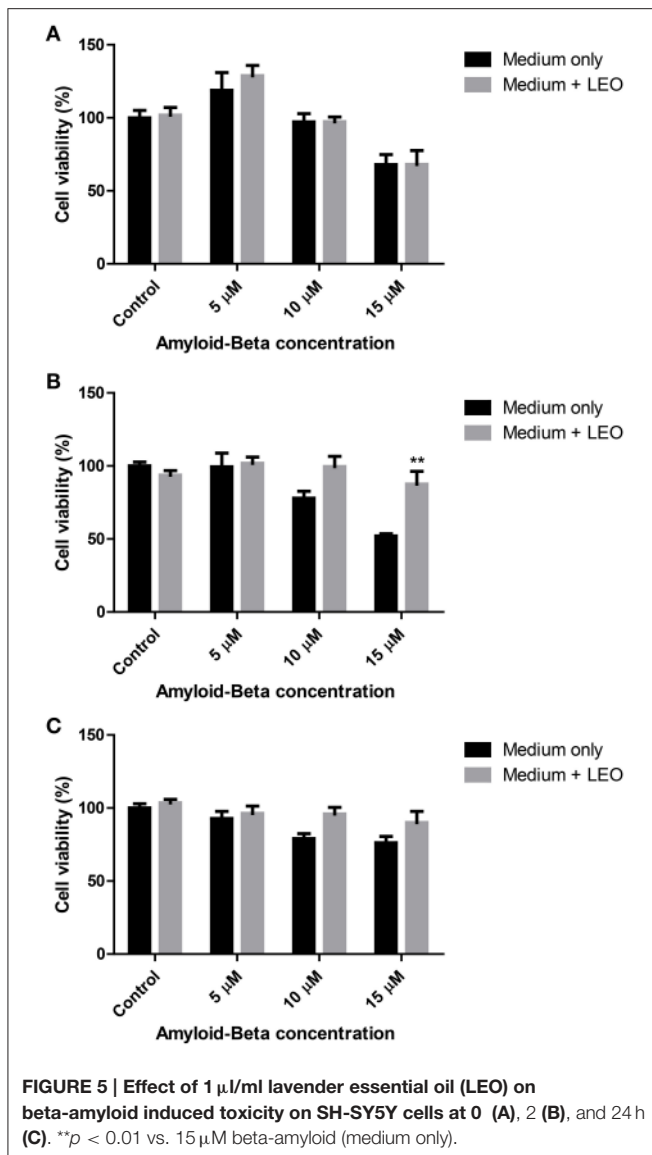 A
Cell viability (%)
150
100
50
0
Control
5 μM
10 μM
15 μM
Amyloid-Beta concentration
Medium only
Medium + LEO
B
Cell viability (%)
150
100
50
0
**
Control
5 μM
10 μM
15 μM
Amyloid-Beta concentration
Medium only
Medium + LEO
C
Cell viability (%)
150
100
50
0
Control
5 μM
10 μM
15 μM
Amyloid-Beta concentration
Medium only
Medium + LEO
FIGURE 5 | Effect of 1 μl/ml lavender essential oil (LEO) on
beta-amyloid induced toxicity on SH-SY5Y cells at 0 (A), 2 (B), and 24 h
(C). **p < 0.01 vs. 15 μM beta-amyloid (medium only).